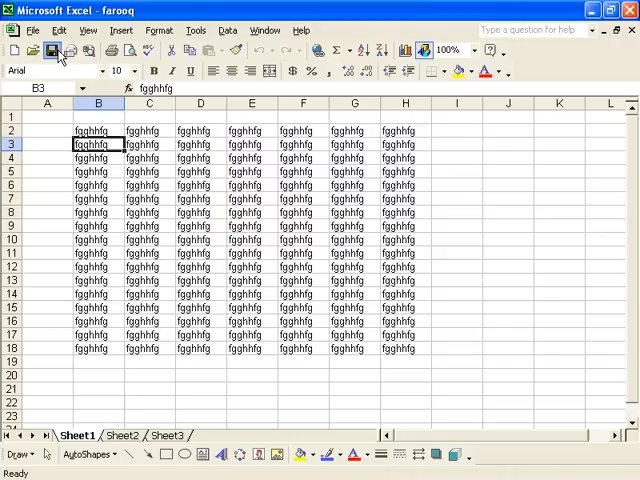 Microsoft Excel - farooq
File Edit View Insert Format Tools Data Window Help
Type a question for help
100%
Arial 10 B I U
B3 fx fgghhfg
A B C D E F G H I J K L
1
2 fgghhfg fgghhfg fgghhfg fgghhfg fgghhfg fgghhfg fgghhfg
3 fgghhfg fgghhfg fgghhfg fgghhfg fgghhfg fgghhfg fgghhfg
4 fgghhfg fgghhfg fgghhfg fgghhfg fgghhfg fgghhfg fgghhfg
5 fgghhfg fgghhfg fgghhfg fgghhfg fgghhfg fgghhfg fgghhfg
6 fgghhfg fgghhfg fgghhfg fgghhfg fgghhfg fgghhfg fgghhfg
7 fgghhfg fgghhfg fgghhfg fgghhfg fgghhfg fgghhfg fgghhfg
8 fgghhfg fgghhfg fgghhfg fgghhfg fgghhfg fgghhfg fgghhfg
9 fgghhfg fgghhfg fgghhfg fgghhfg fgghhfg fgghhfg fgghhfg
10 fgghhfg fgghhfg fgghhfg fgghhfg fgghhfg fgghhfg fgghhfg
11 fgghhfg fgghhfg fgghhfg fgghhfg fgghhfg fgghhfg fgghhfg
12 fgghhfg fgghhfg fgghhfg fgghhfg fgghhfg fgghhfg fgghhfg
13 fgghhfg fgghhfg fgghhfg fgghhfg fgghhfg fgghhfg fgghhfg
14 fgghhfg fgghhfg fgghhfg fgghhfg fgghhfg fgghhfg fgghhfg
15 fgghhfg fgghhfg fgghhfg fgghhfg fgghhfg fgghhfg fgghhfg
16 fgghhfg fgghhfg fgghhfg fgghhfg fgghhfg fgghhfg fgghhfg
17 fgghhfg fgghhfg fgghhfg fgghhfg fgghhfg fgghhfg fgghhfg
18 fgghhfg fgghhfg fgghhfg fgghhfg fgghhfg fgghhfg fgghhfg
19
20
21
22
23
Sheet1 Sheet2 Sheet3
Draw AutoShapes
Ready